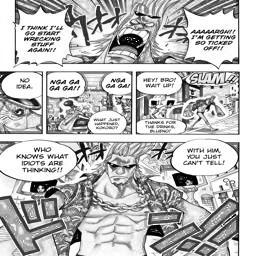 AAAAARGH!!
I'M GETTING
SO TICKED
OFF!!
I THINK I'LL
GO START
WRECKING
STUFF
AGAIN!!
HEY! BRO!
WAIT UP!
THANKS FOR
THE DRINKS,
BLUENO!
NGA GA
GA GA!!
WHAT JUST
HAPPENED,
KOKORO?
NGA GA
GA GA!!
NO
IDEA.
WITH HIM,
YOU JUST
CAN'T TELL!
WHO
KNOWS WHAT
IDIOTS ARE
THINKING!!